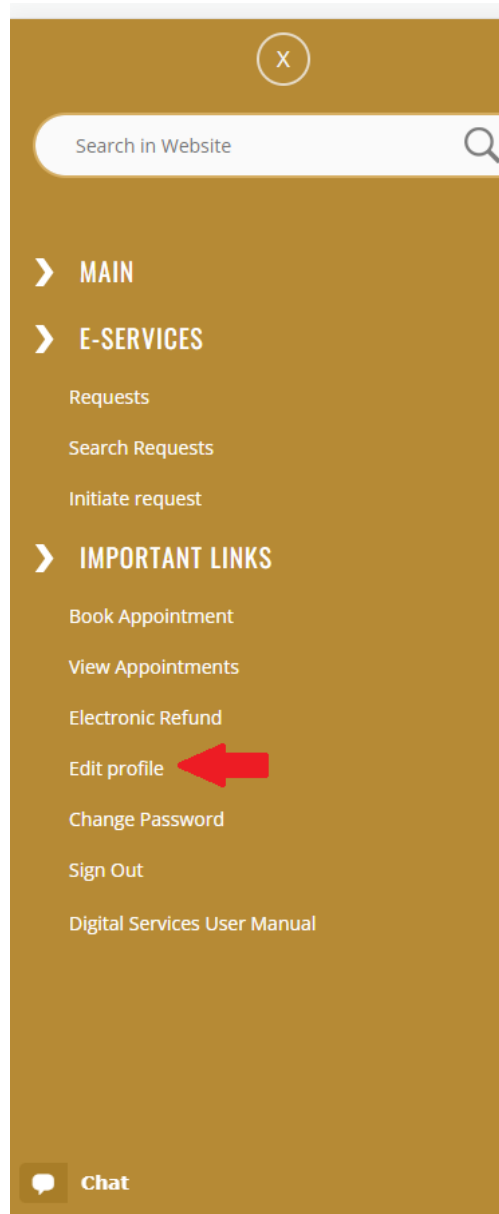 X
Search in Website
MAIN
E-SERVICES
Requests
Search Requests
Initiate request
IMPORTANT LINKS
Book Appointment
View Appointments
Electronic Refund
Edit profile
Change Password
Sign Out
Digital Services User Manual
Chat